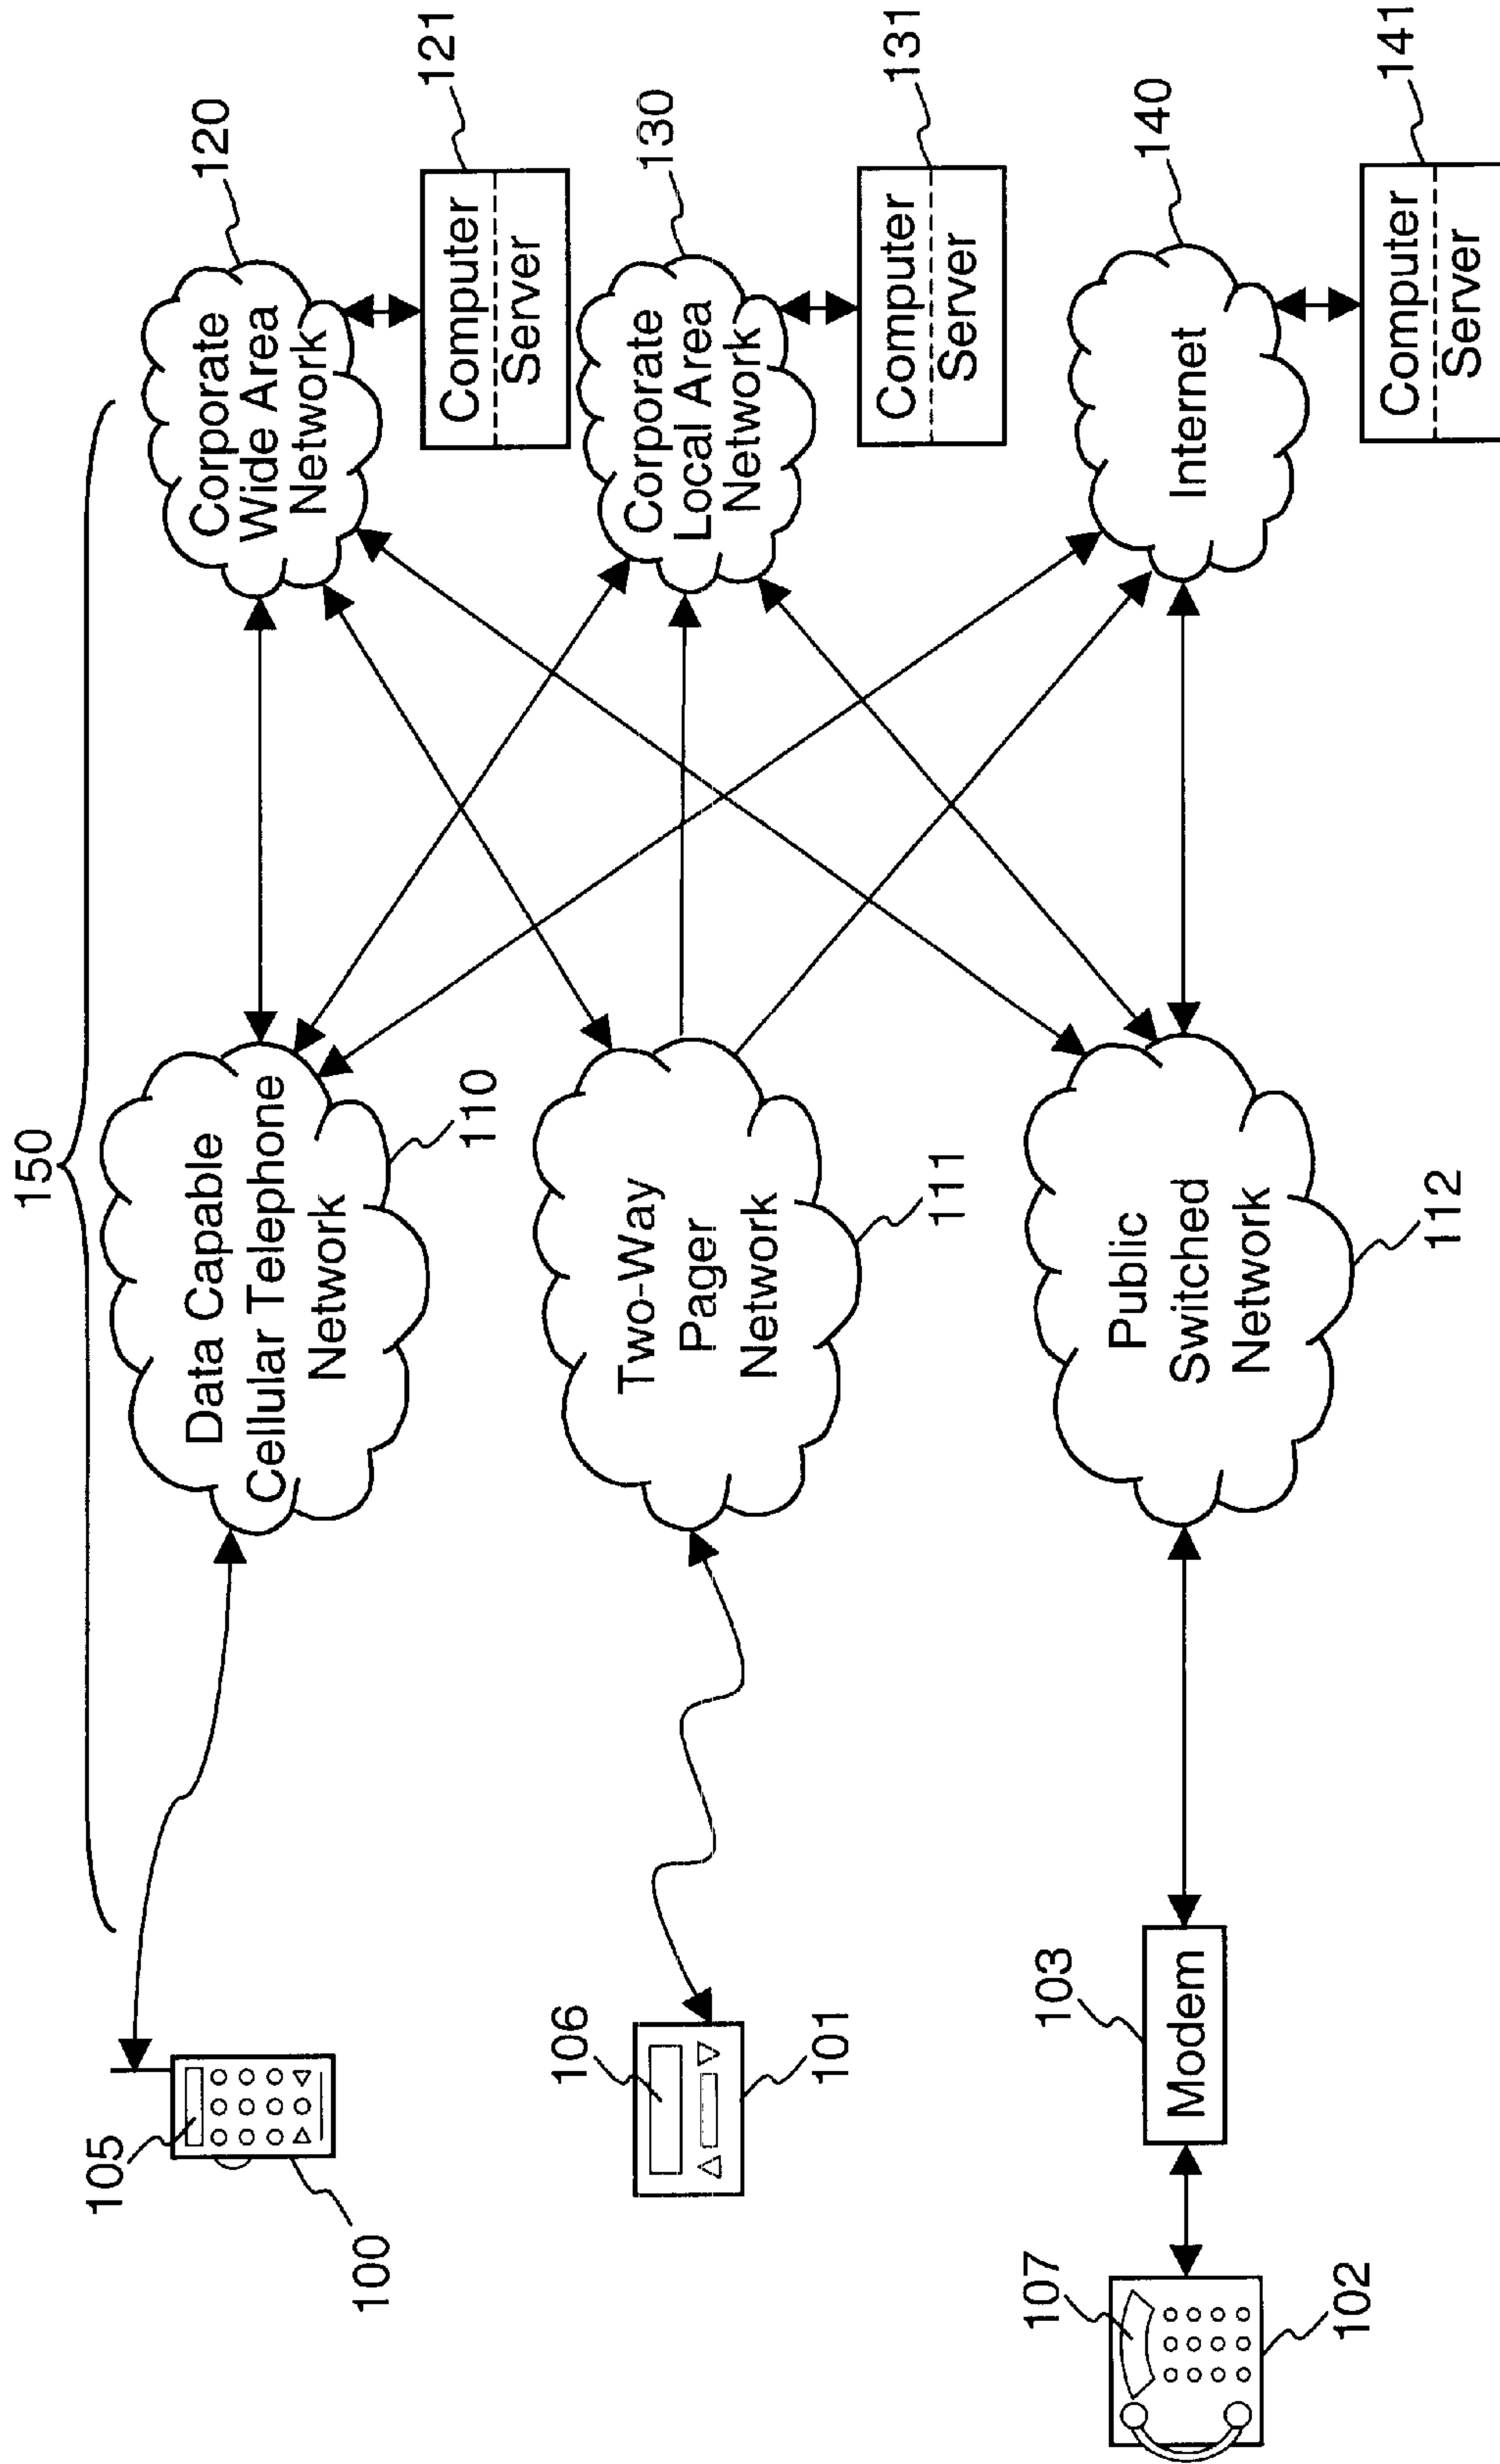 150
105
100
Data Capable
Cellular Telephone
Network
110
Corporate
Wide Area
Network
120
Computer
Server
121
106
101
Two-Way
Pager
Network
111
Corporate
Local Area
Network
130
Computer
Server
131
107
102
103
Modem
Public
Switched
Network
112
Internet
140
Computer
Server
141